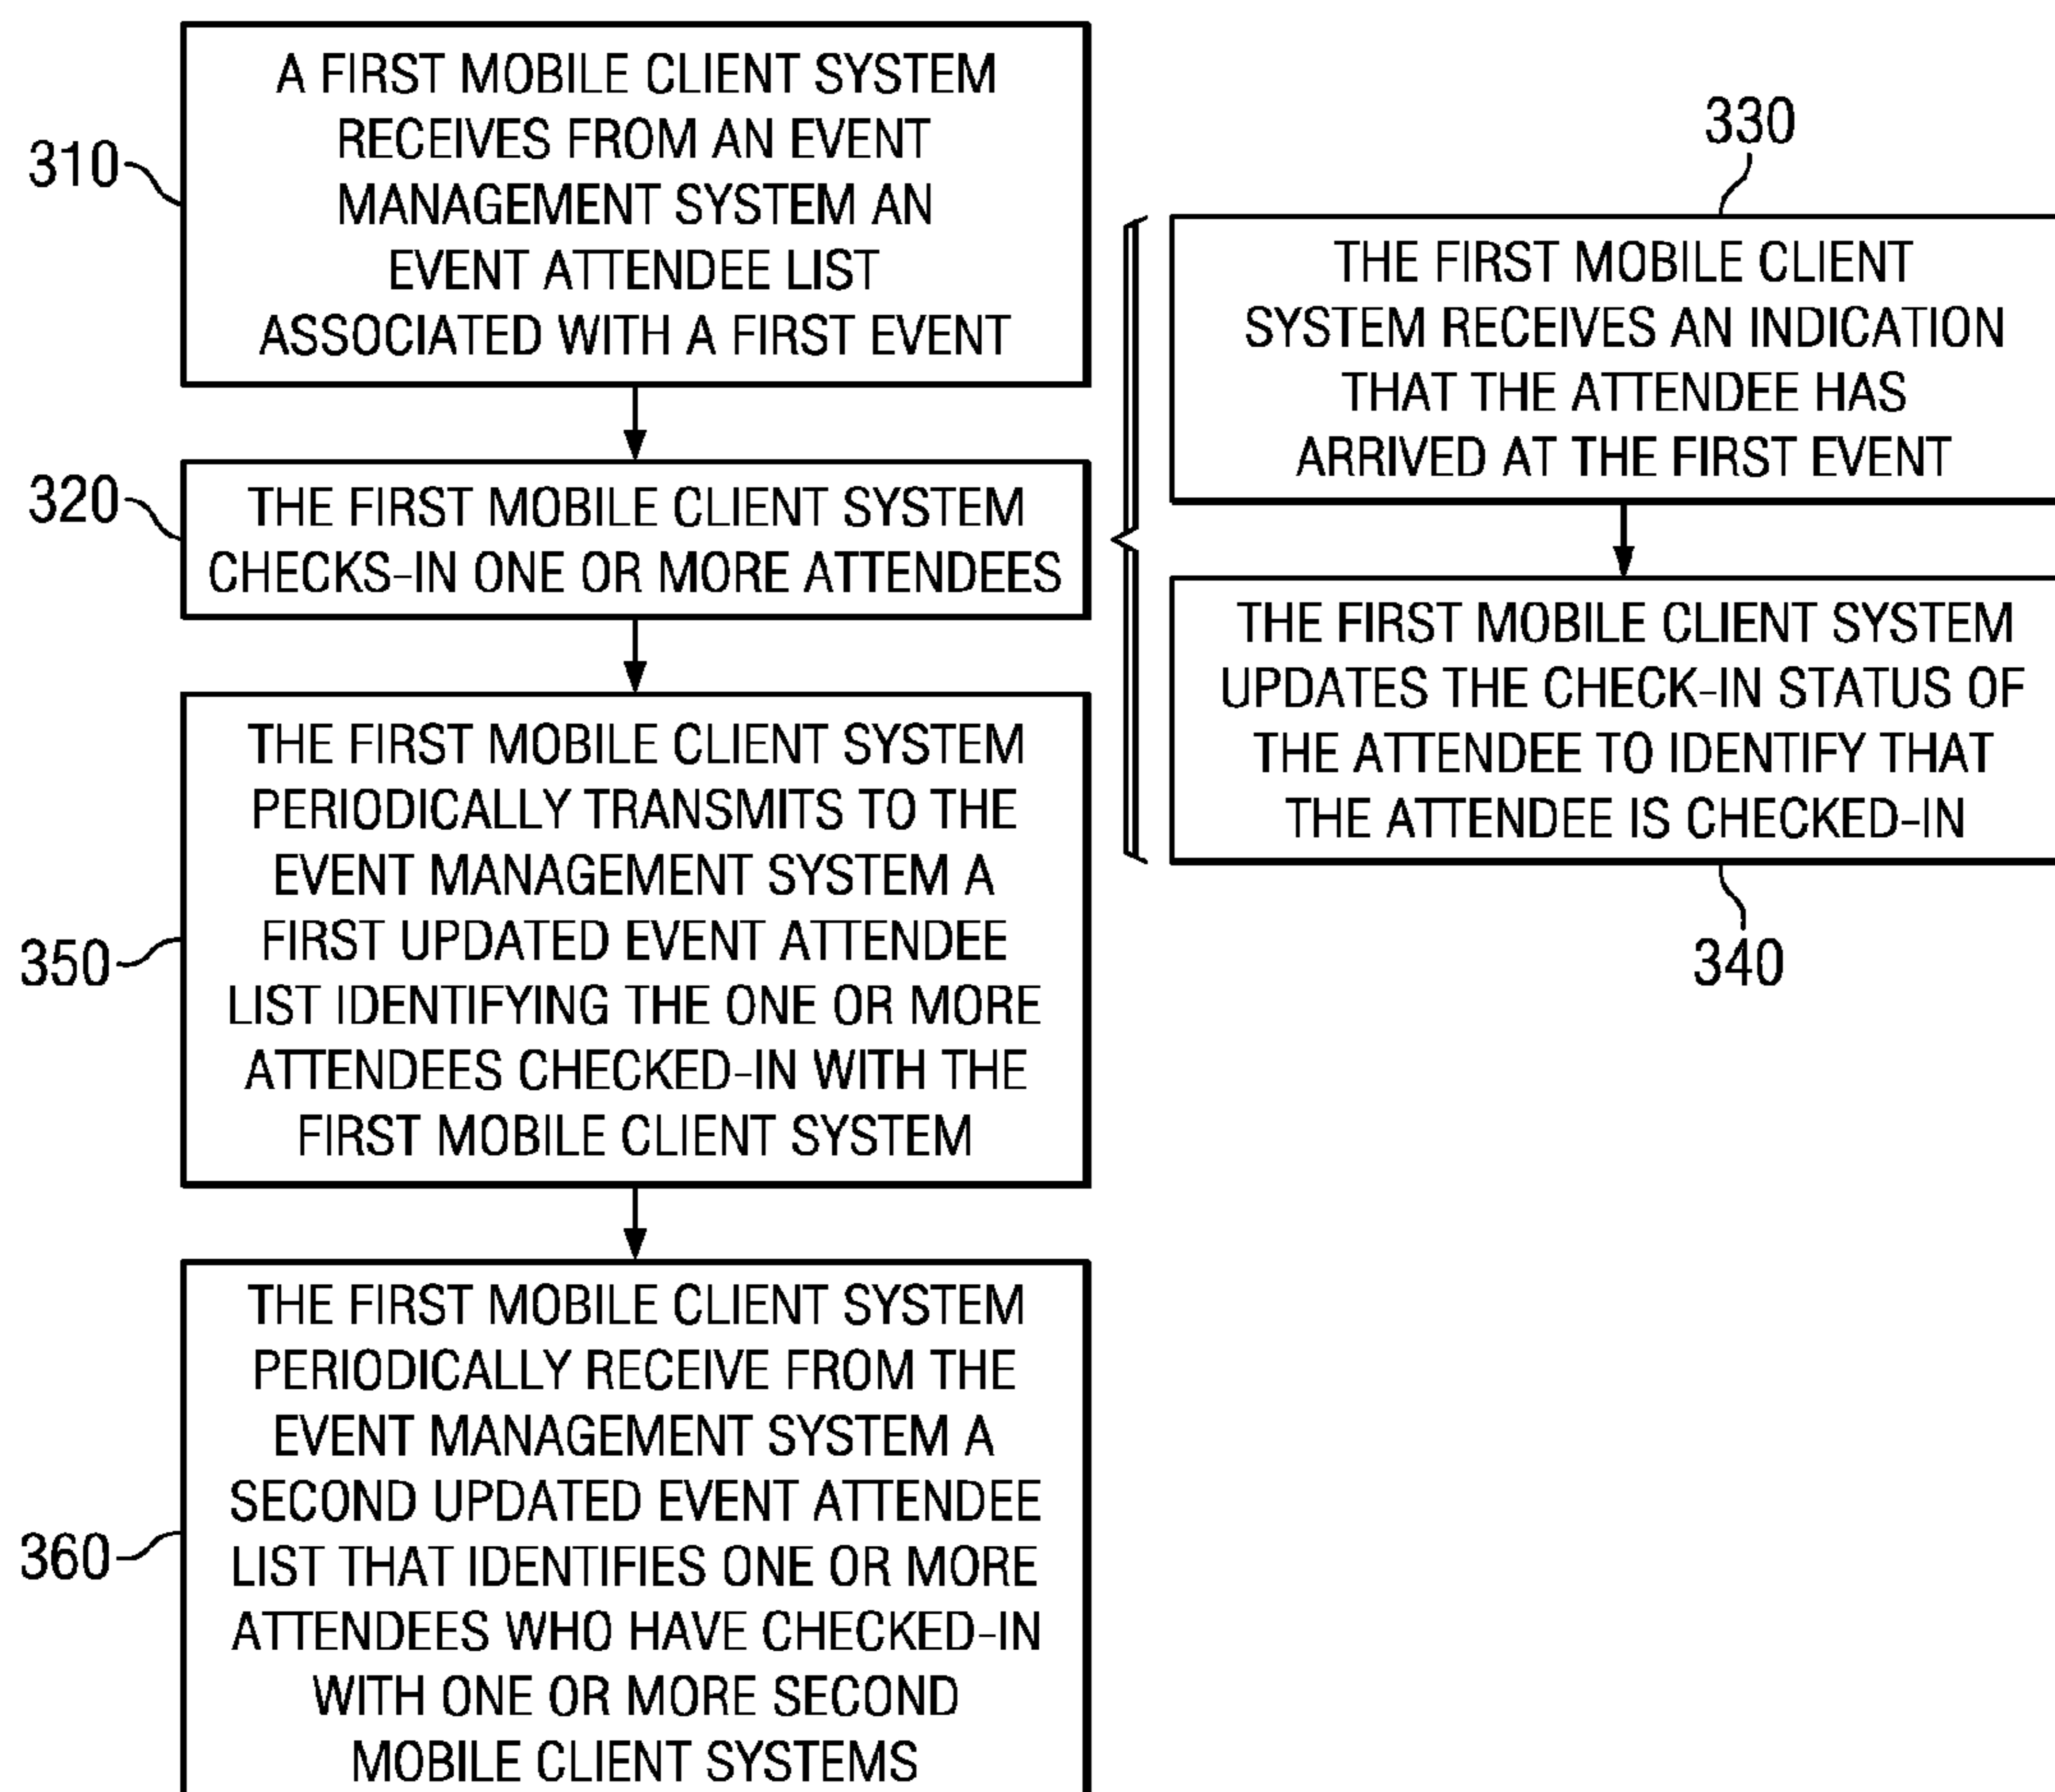 310
A FIRST MOBILE CLIENT SYSTEM
RECEIVES FROM AN EVENT
MANAGEMENT SYSTEM AN
EVENT ATTENDEE LIST
ASSOCIATED WITH A FIRST EVENT
320
THE FIRST MOBILE CLIENT SYSTEM
CHECKS-IN ONE OR MORE ATTENDEES
330
THE FIRST MOBILE CLIENT
SYSTEM RECEIVES AN INDICATION
THAT THE ATTENDEE HAS
ARRIVED AT THE FIRST EVENT
THE FIRST MOBILE CLIENT SYSTEM
UPDATES THE CHECK-IN STATUS OF
THE ATTENDEE TO IDENTIFY THAT
THE ATTENDEE IS CHECKED-IN
340
350
THE FIRST MOBILE CLIENT SYSTEM
PERIODICALLY TRANSMITS TO THE
EVENT MANAGEMENT SYSTEM A
FIRST UPDATED EVENT ATTENDEE
LIST IDENTIFYING THE ONE OR MORE
ATTENDEES CHECKED-IN WITH THE
FIRST MOBILE CLIENT SYSTEM
360
THE FIRST MOBILE CLIENT SYSTEM
PERIODICALLY RECEIVE FROM THE
EVENT MANAGEMENT SYSTEM A
SECOND UPDATED EVENT ATTENDEE
LIST THAT IDENTIFIES ONE OR MORE
ATTENDEES WHO HAVE CHECKED-IN
WITH ONE OR MORE SECOND
MOBILE CLIENT SYSTEMS